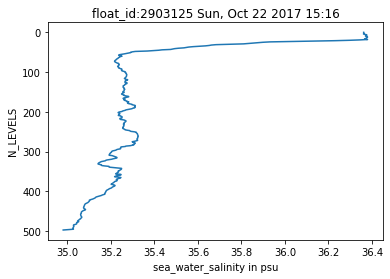 float_id:2903125 Sun, Oct 22 2017 15:16
0
100
200
300
400
500
N_LEVELS
35.0 35.2 35.4 35.6 35.8 36.0 36.2 36.4
sea_water_salinity in psu